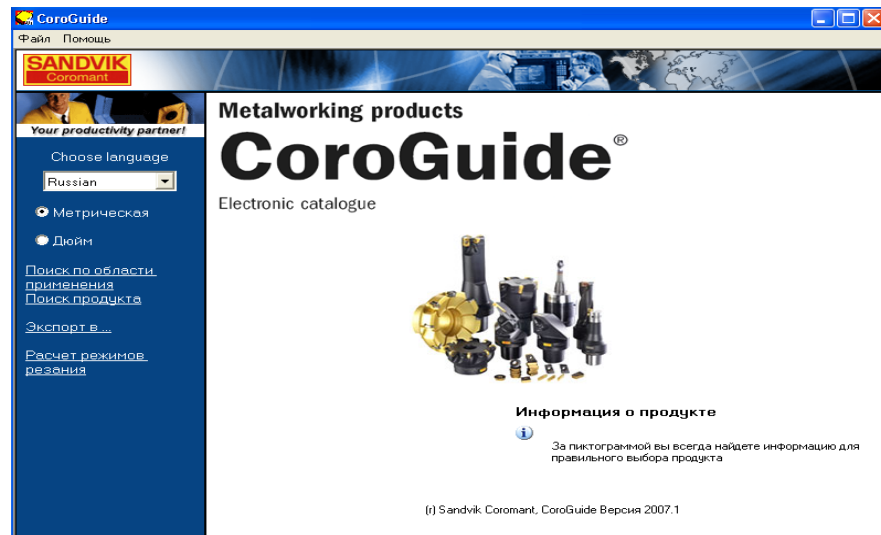 CoroGuide
Файл Помощь
SANDVIK
Coromant
Your productivity partner!
Choose language
Russian
Метрическая
Дюйм
Поиск по области
применения
Поиск продукта
Экспорт в ...
Расчет режимов
резания
Metalworking products
CoroGuide®
Electronic catalogue
Информация о продукте
За пиктограммой вы всегда найдете информацию для
правильного выбора продукта
(r) Sandvik Coromant, CoroGuide Версия 2007.1